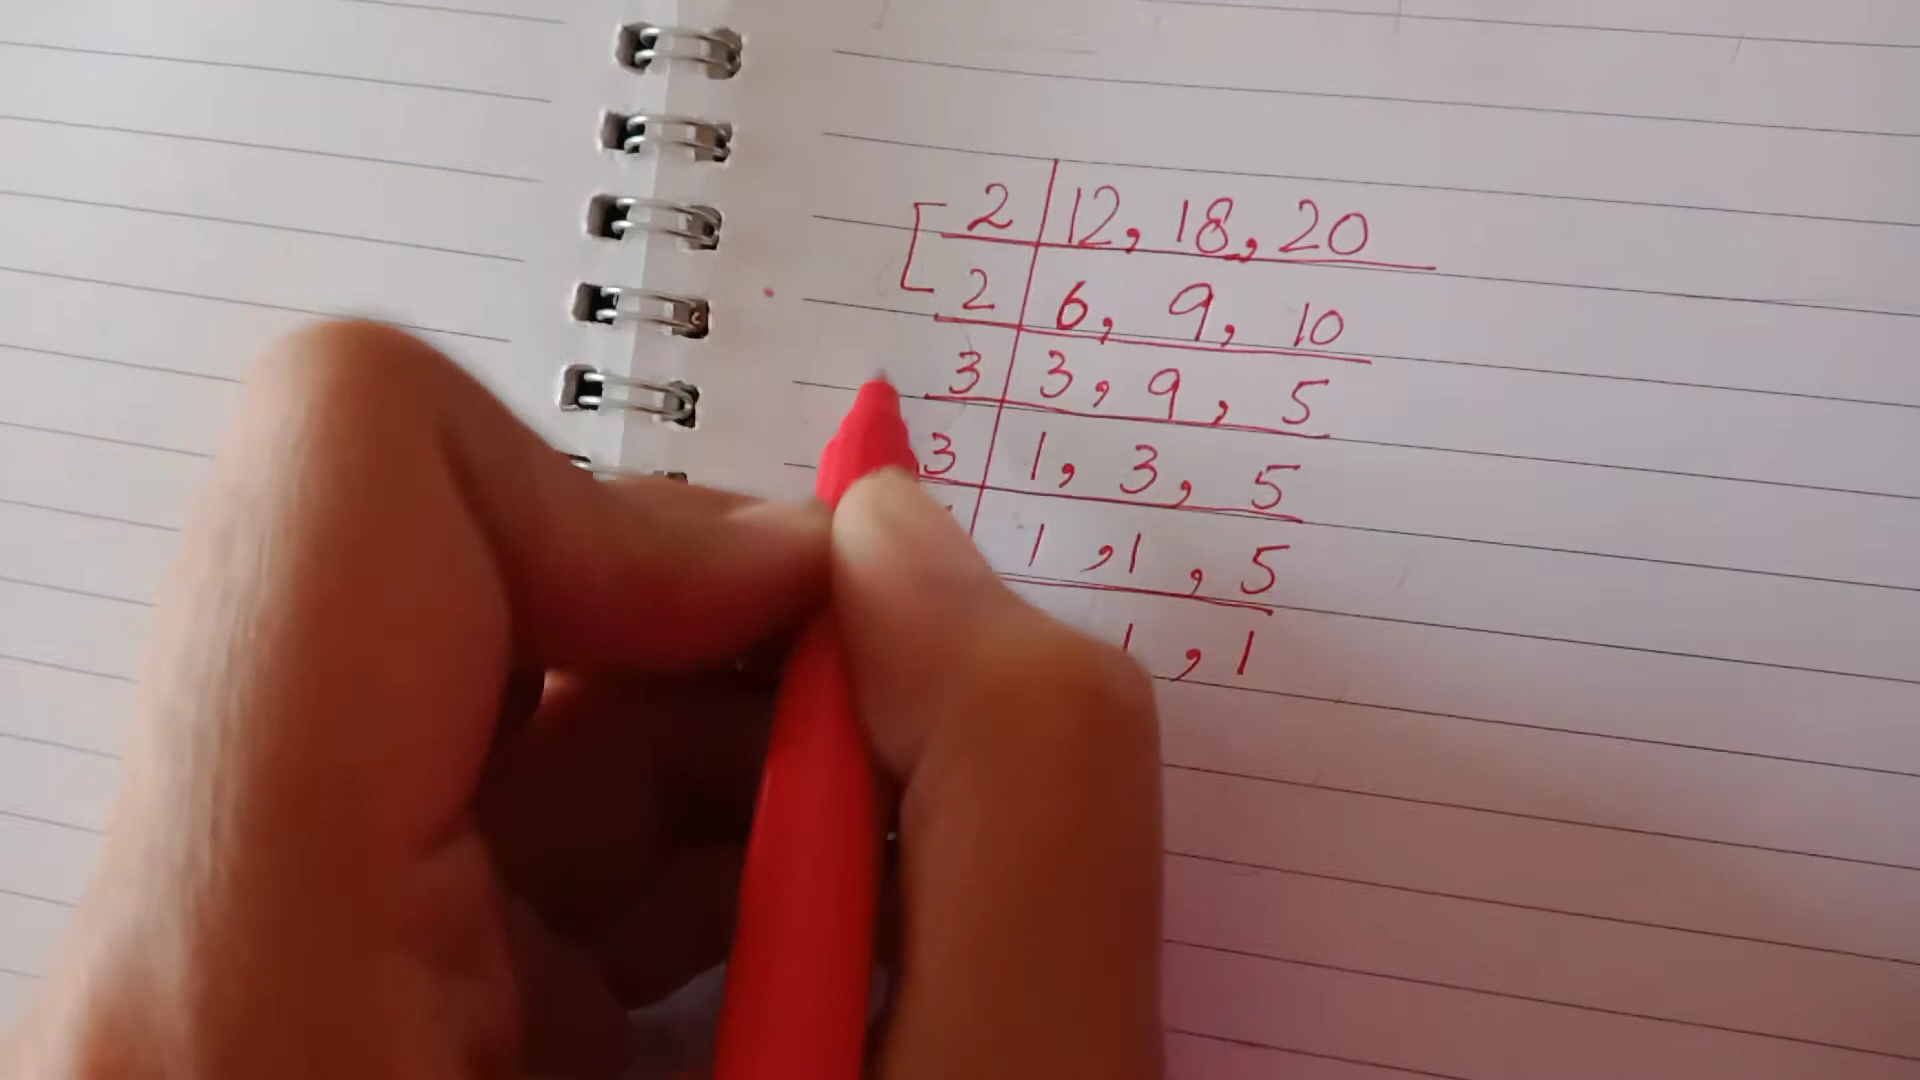 2 12, 18, 20
2 6, 9, 10
3 3, 9, 5
3 1, 3, 5
1, 1, 5
1, 1